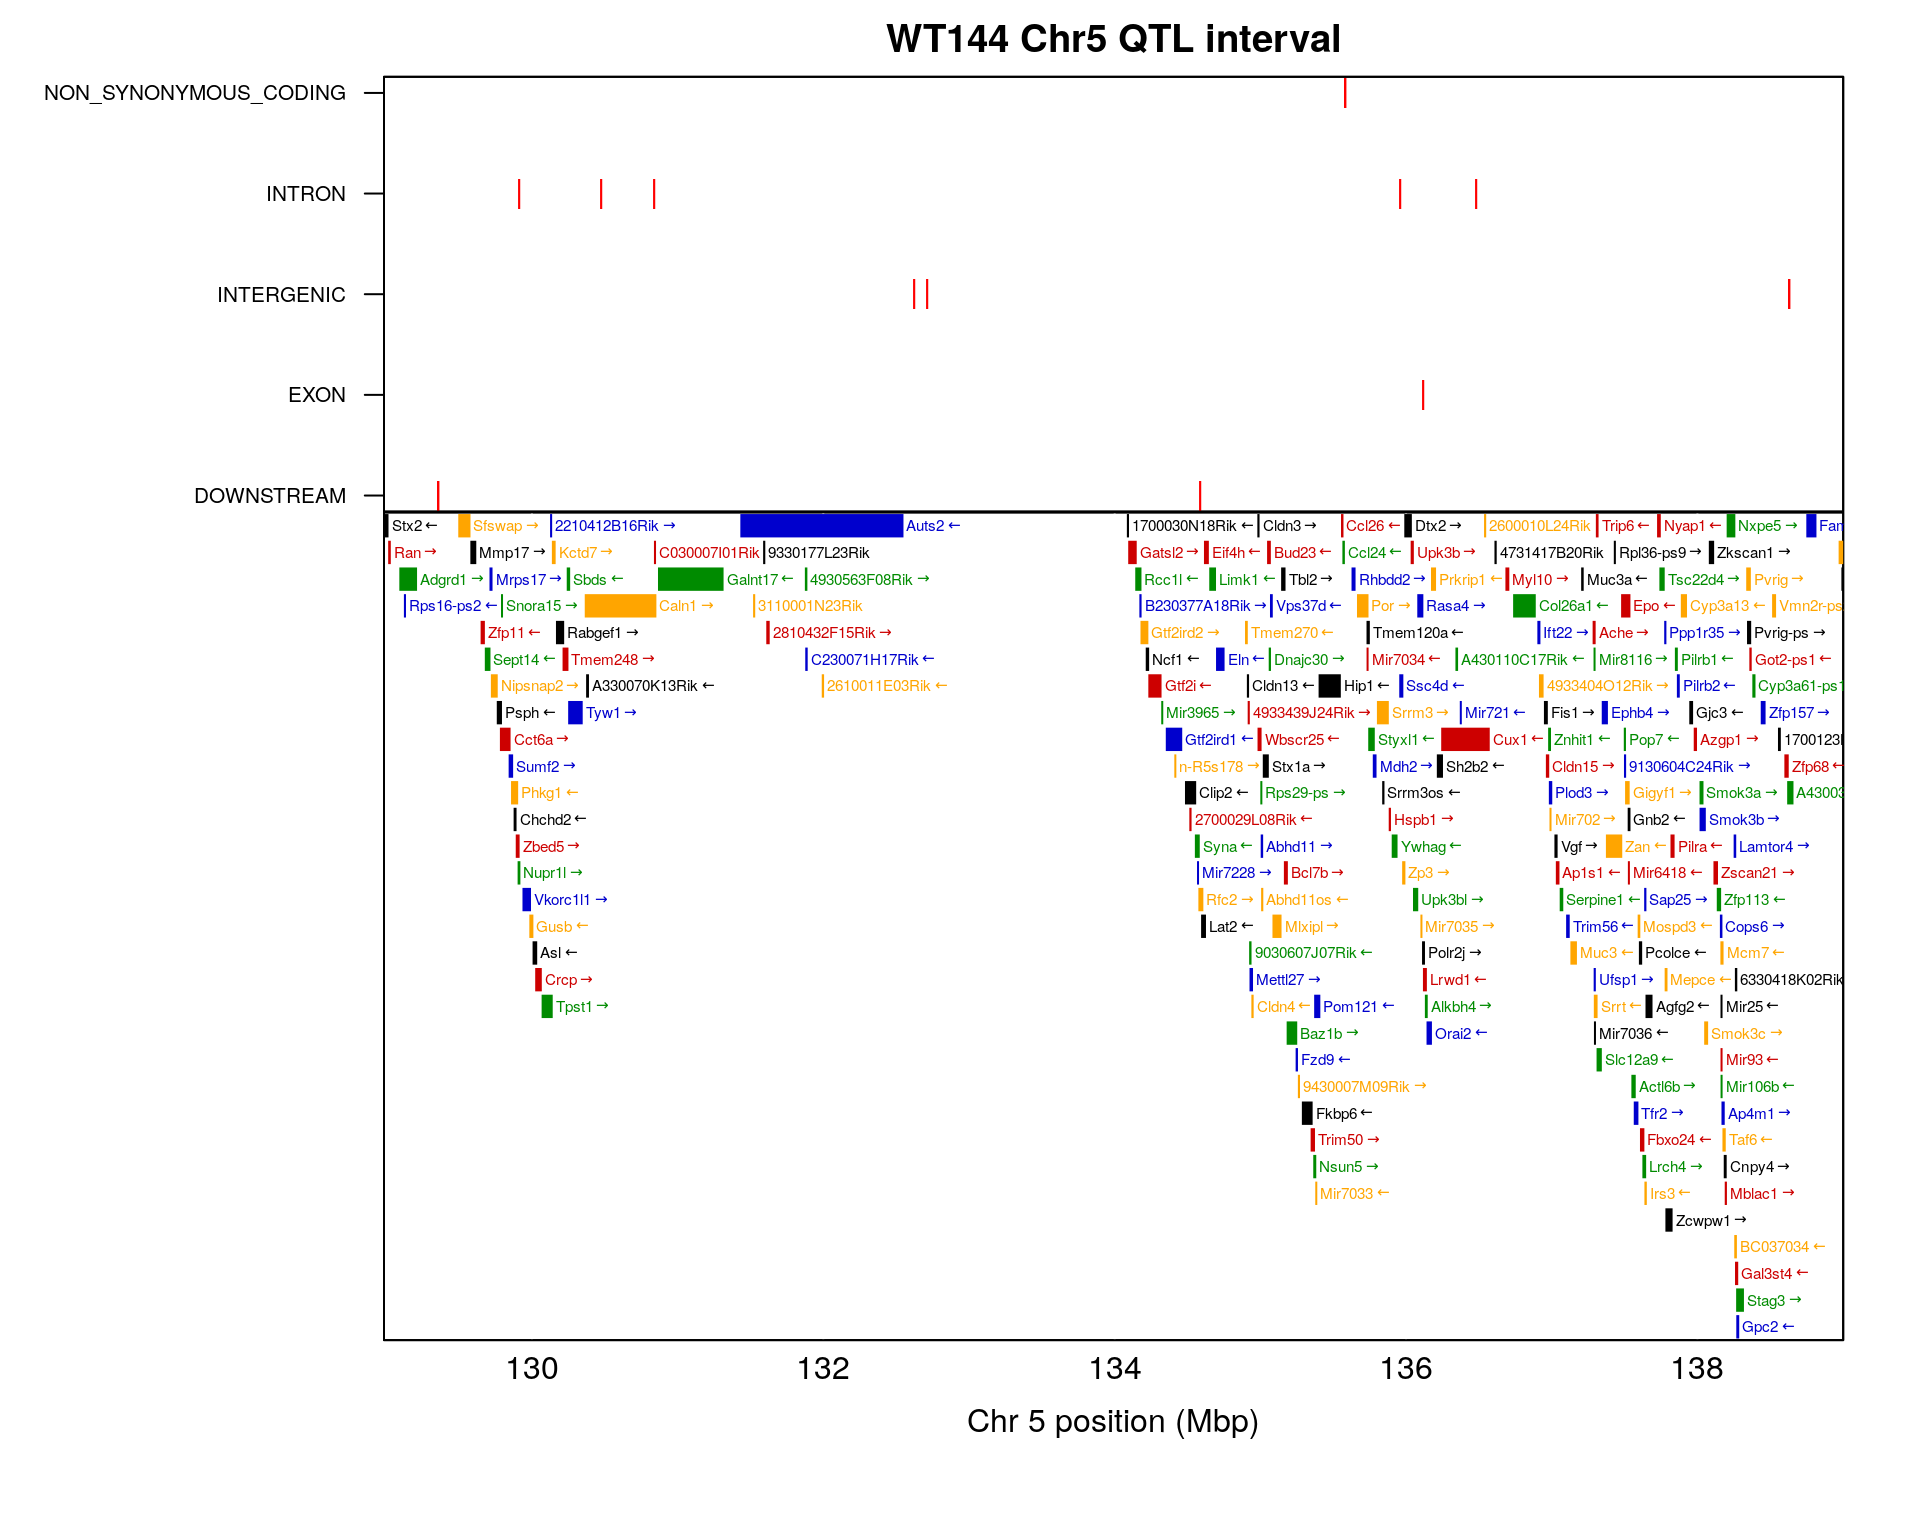 WT144 Chr5 QTL interval
NON_SYNONYMOUS_CODING
INTRON
INTERGENIC
EXON
DOWNSTREAM
Stx2 ← Sfswap → 2210412B16Rik → Auts2 ← 1700030N18Rik ← Cldn3 → Ccl26 ← Dtx2 → 2600010L24Rik Trip6 ← Nyap1 ← Nxpe5 → Fan
Ran → Mmp17 → Kctd7 → C030007I01Rik 9330177L23Rik Gatsl2 → Eif4h ← Bud23 ← Ccl24 ← Upk3b → 4731417B20Rik Rpl36-ps9 → Zkscan1 →
Adgrd1 → Mrps17 → Sbds ← Galnt17 ← 4930563F08Rik → Rcc1l ← Limk1 ← Tbl2 → Rhbdd2 → Prkrip1 ← Myl10 → Muc3a ← Tsc22d4 → Pvrig →
Rps16-ps2 ← Snora15 → Caln1 → 3110001N23Rik B230377A18Rik → Vps37d ← Por → Rasa4 → Col26a1 ← Epo ← Cyp3a13 ← Vmn2r-ps
Zfp11 ← Rabgef1 → 2810432F15Rik → Gtf2ird2 → Tmem270 ← Tmem120a ← Ift22 → Ache → Ppp1r35 → Pvrig-ps →
Sept14 ← Tmem248 → C230071H17Rik ← Ncf1 ← Eln ← Dnajc30 → Mir7034 ← A430110C17Rik ← Mir8116 → Pilrb1 ← Got2-ps1 ←
Nipsnap2 → A330070K13Rik ← 2610011E03Rik ← Gtf2i ← Cldn13 ← Hip1 ← Ssc4d ← 4933404O12Rik → Pilrb2 ← Cyp3a61-ps1
Psph ← Tyw1 → Mir3965 → 4933439J24Rik → Srrm3 → Mir721 ← Fis1 → Ephb4 → Gjc3 ← Zfp157 →
Cct6a → Gtf2ird1 ← Wbscr25 ← Styxl1 ← Cux1 ← Znhit1 ← Pop7 ← Azgp1 → 1700123
Sumf2 → n-R5s178 → Stx1a → Mdh2 → Sh2b2 ← Cldn15 → 9130604C24Rik → Zfp68 ←
Phkg1 ← Clip2 ← Rps29-ps → Srrm3os ← Plod3 → Gigyf1 → Smok3a → A43003
Chchd2 ← 2700029L08Rik ← Hspb1 → Mir702 → Gnb2 ← Smok3b →
Zbed5 → Syna ← Abhd11 → Ywhag ← Vgf → Zan ← Pilra ← Lamtor4 →
Nupr1l → Mir7228 → Bcl7b → Zp3 → Ap1s1 ← Mir6418 ← Zscan21 →
Vkorc1l1 → Rfc2 → Abhd11os ← Upk3bl → Serpine1 ← Sap25 → Zfp113 ←
Gusb ← Lat2 ← Mlxipl → Mir7035 → Trim56 ← Mospd3 ← Cops6 →
Asl ← 9030607J07Rik ← Polr2j → Muc3 ← Pcolce ← Mcm7 ←
Crcp → Mettl27 → Lrwd1 ← Ufsp1 → Mepce ← 6330418K02Rik
Tpst1 → Cldn4 ← Pom121 ← Alkbh4 → Srrt ← Agfg2 ← Mir25 ←
Baz1b → Orai2 ← Mir7036 ← Smok3c →
Fzd9 ← Slc12a9 ← Mir93 ←
9430007M09Rik → Actl6b → Mir106b ←
Fkbp6 ← Tfr2 → Ap4m1 →
Trim50 → Fbxo24 ← Taf6 ←
Nsun5 → Lrch4 → Cnpy4 →
Mir7033 ← Irs3 ← Mblac1 →
Zcwpw1 →
BC037034 ←
Gal3st4 ←
Stag3 →
Gpc2 ←
130 132 134 136 138
Chr 5 position (Mbp)